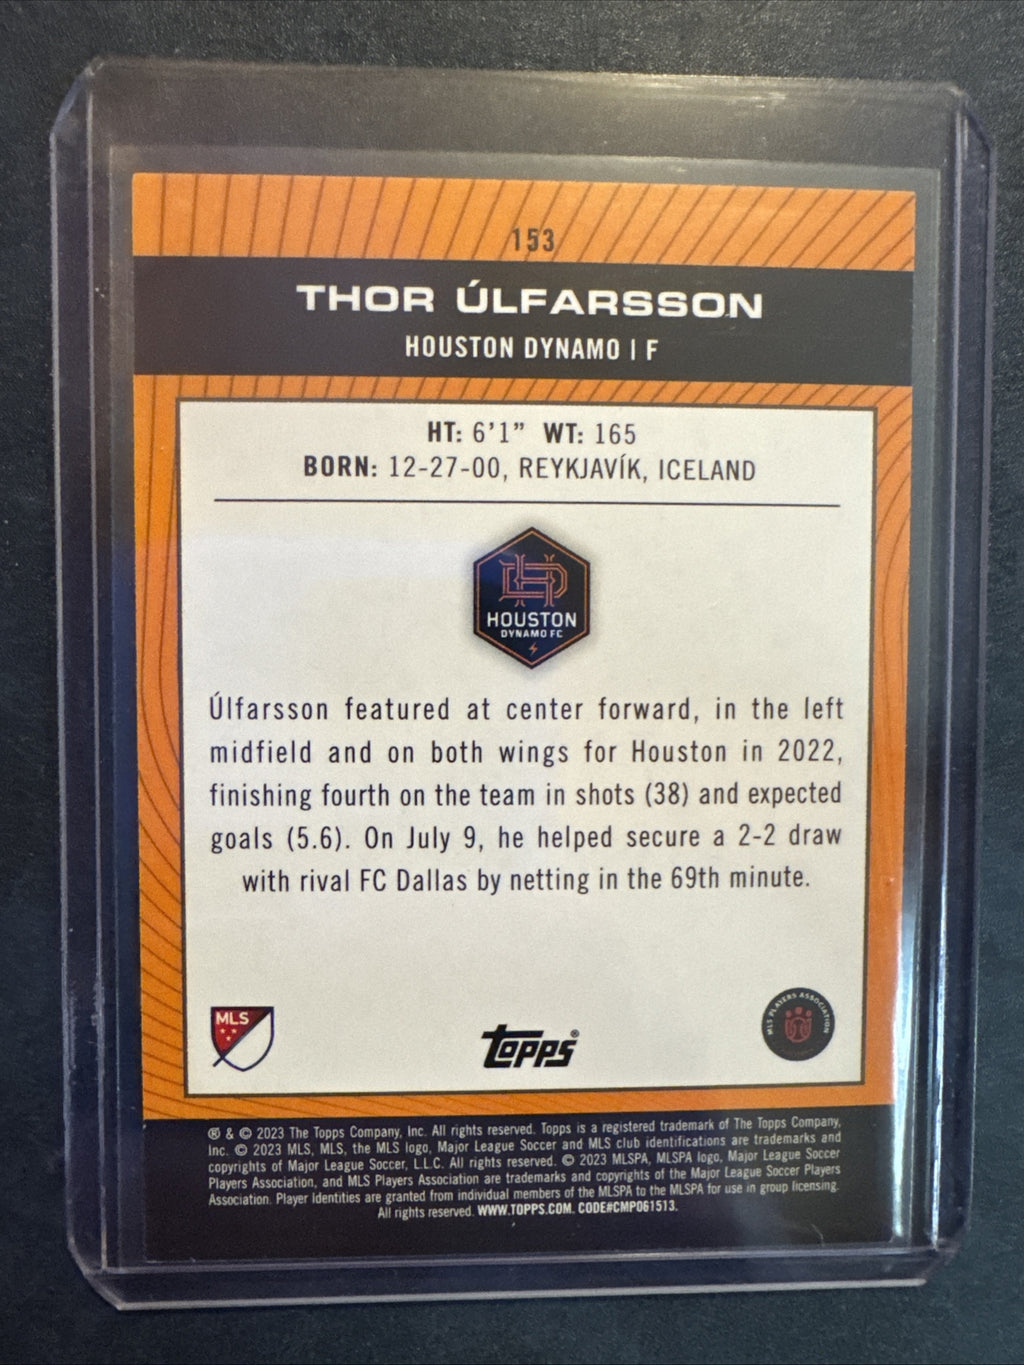 153
THOR ÚLFARSSON
HOUSTON DYNAMO | F
HT: 6'1" WT: 165
BORN: 12-27-00, REYKJAVÍK, ICELAND
HOUSTON
DYNAMO FC
Úlfarsson featured at center forward, in the left
midfield and on both wings for Houston in 2022,
finishing fourth on the team in shots (38) and expected
goals (5.6). On July 9, he helped secure a 2-2 draw
with rival FC Dallas by netting in the 69th minute.
MLS
Topps®
MLS PLAYERS ASSOCIATION
® & © 2023 The Topps Company, Inc. All rights reserved. Topps is a registered trademark of The Topps Company,
Inc. © 2023 MLS, MLS, the MLS logo, Major League Soccer and MLS club identifications are trademarks and
copyrights of Major League Soccer, L.L.C. All rights reserved. © 2023 MLSPA, MLSPA logo, Major League Soccer
Players Association, and MLS Players Association are trademarks and copyrights of the Major League Soccer Players
Association. Player Identities are granted from individual members of the MLSPA to the MLSPA for use in group licensing.
All rights reserved. WWW.TOPPS.COM. CODE#CMP061513.